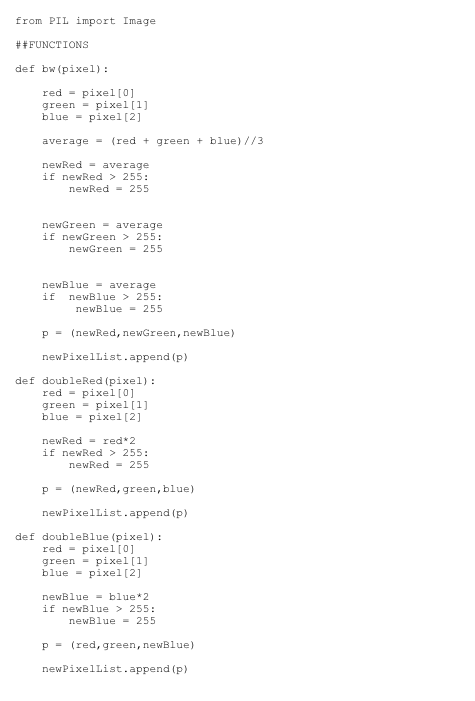 from PIL import Image
##FUNCTIONS
def bw(pixel):
    red = pixel[0]
    green = pixel[1]
    blue = pixel[2]
    average = (red + green + blue)//3
    newRed = average
    if newRed > 255:
        newRed = 255
    newGreen = average
    if newGreen > 255:
        newGreen = 255
    newBlue = average
    if  newBlue > 255:
         newBlue = 255
    p = (newRed,newGreen,newBlue)
    newPixelList.append(p)
def doubleRed(pixel):
    red = pixel[0]
    green = pixel[1]
    blue = pixel[2]
    newRed = red*2
    if newRed > 255:
        newRed = 255
    p = (newRed,green,blue)
    newPixelList.append(p)
def doubleBlue(pixel):
    red = pixel[0]
    green = pixel[1]
    blue = pixel[2]
    newBlue = blue*2
    if newBlue > 255:
        newBlue = 255
    p = (red,green,newBlue)
    newPixelList.append(p)